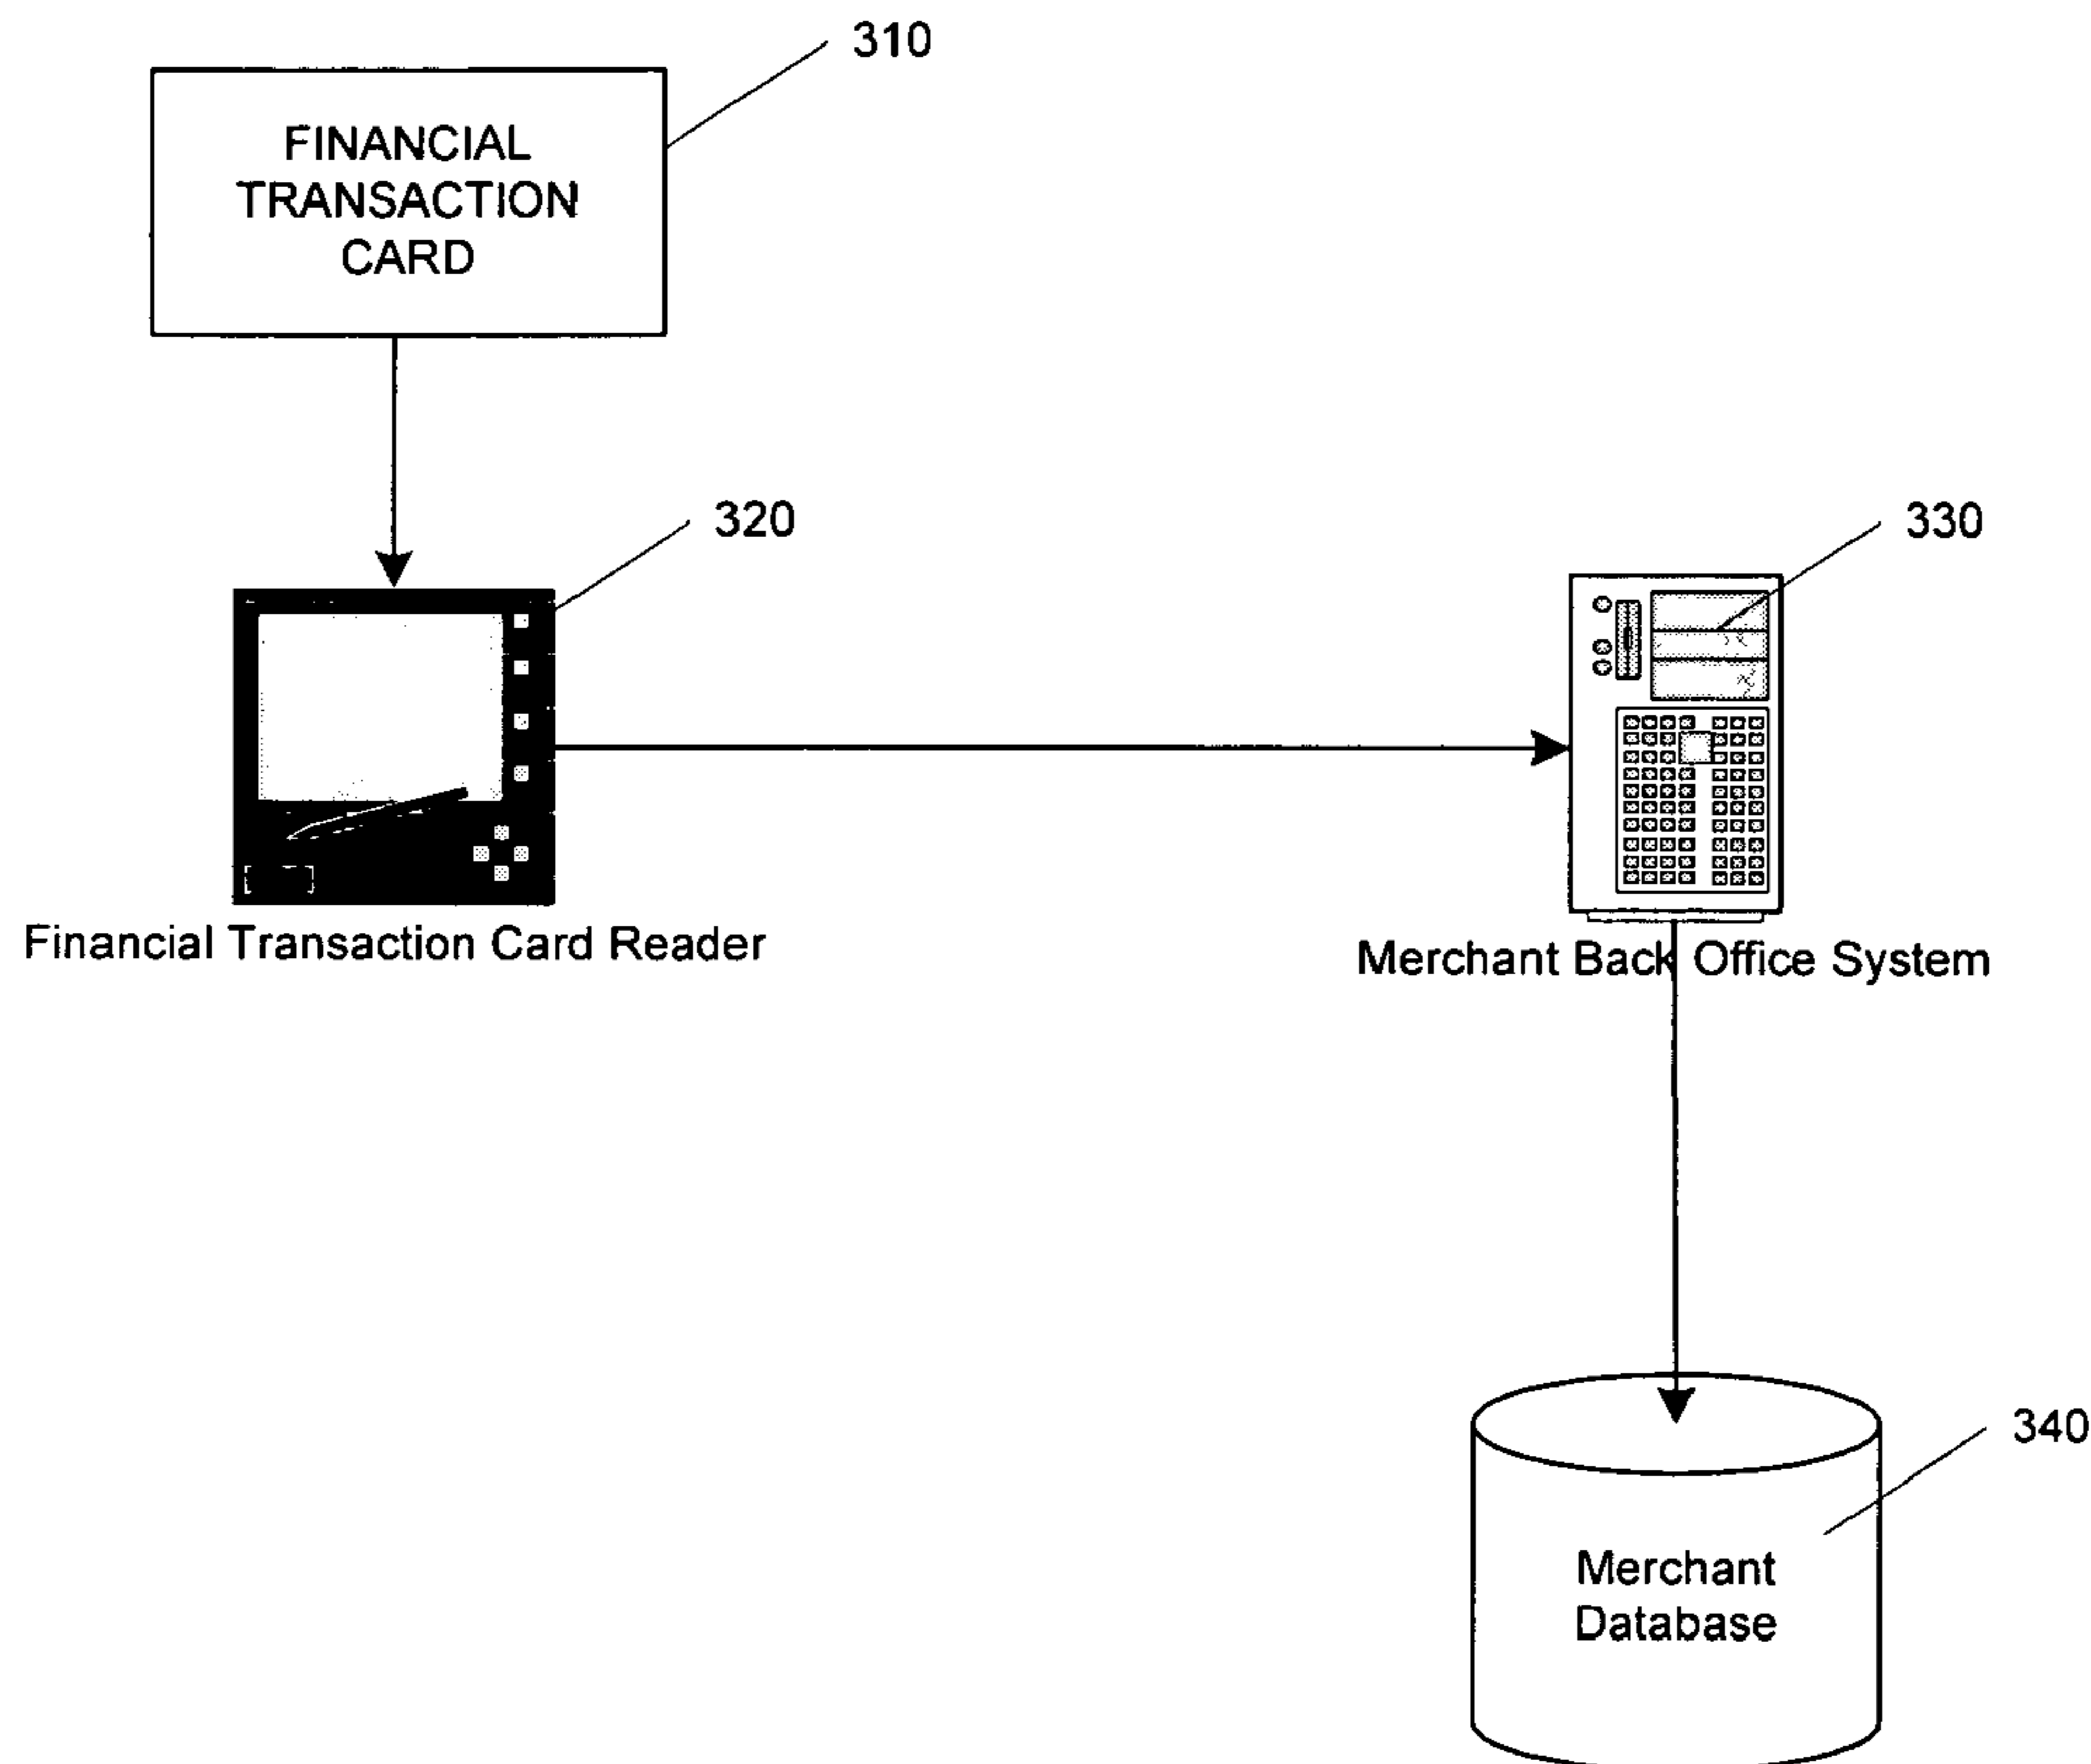 310
FINANCIAL
TRANSACTION
CARD
320
330
Financial Transaction Card Reader
Merchant Back Office System
340
Merchant
Database